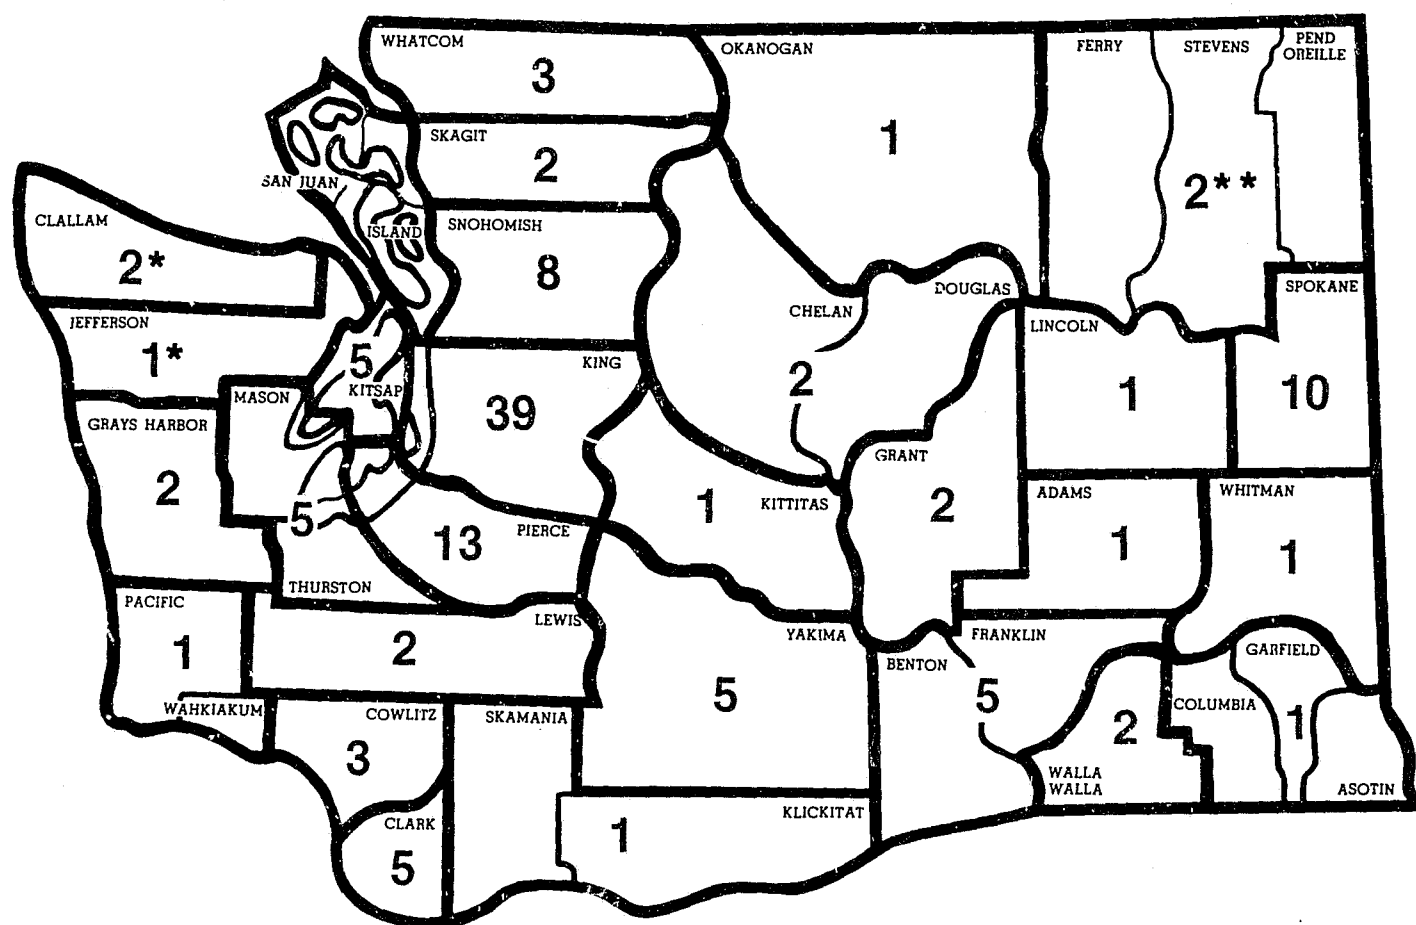 WHATCOM
3
OKANOGAN
1
FERRY
STEVENS
2**
PEND
OREILLE
SKAGIT
2
SAN JUAN
ISLAND
SNOHOMISH
8
CLALLAM
2*
JEFFERSON
1*
CHELAN
2
DOUGLAS
LINCOLN
1
SPOKANE
10
KING
39
5
KITSAP
MASON
GRAYS HARBOR
2
GRANT
2
KITTITAS
1
ADAMS
1
WHITMAN
1
5
PIERCE
13
THURSTON
PACIFIC
1
LEWIS
2
YAKIMA
5
BENTON
FRANKLIN
5
GARFIELD
1
COLUMBIA
WAHKIAKUM
COWLITZ
3
SKAMANIA
WALLA
WALLA
2
ASOTIN
CLARK
5
KLICKITAT
1